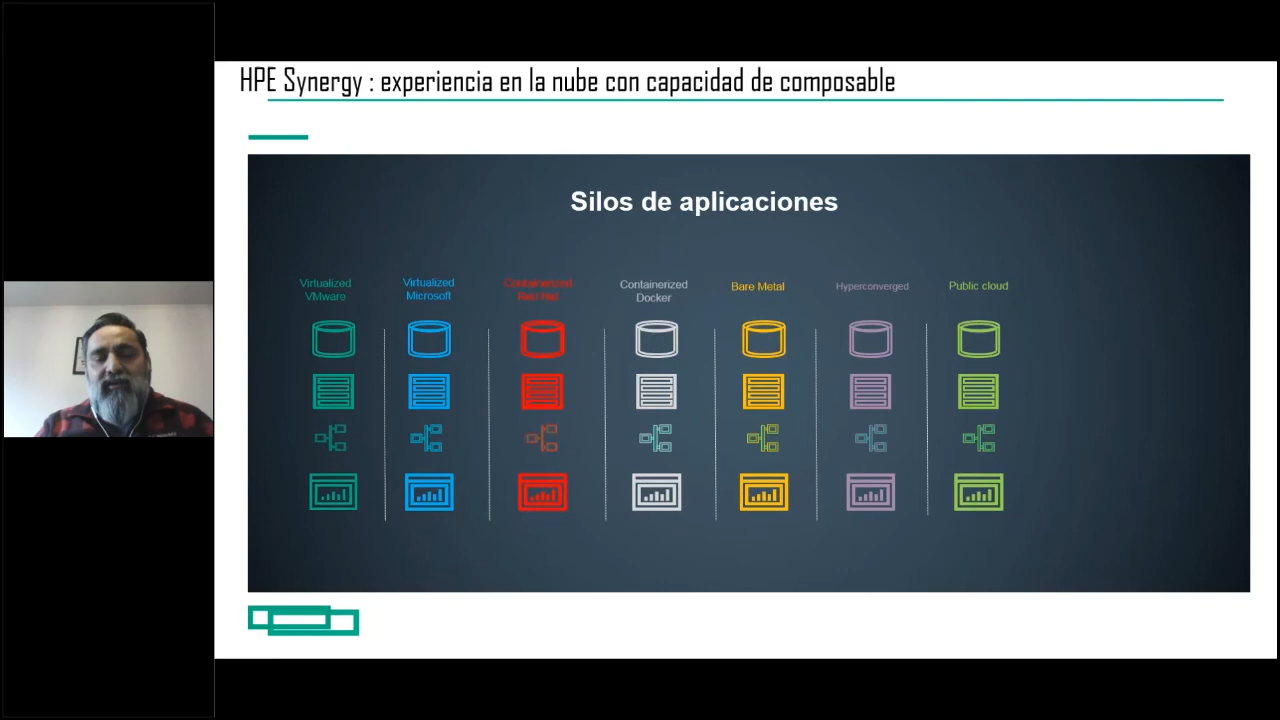 HPE Synergy : experiencia en la nube con capacidad de composable
Silos de aplicaciones
Virtualized
VMware
Virtualized
Microsoft
Containerized
Red hat
Containerized
Docker
Bare Metal
Hyperconverged
Public cloud